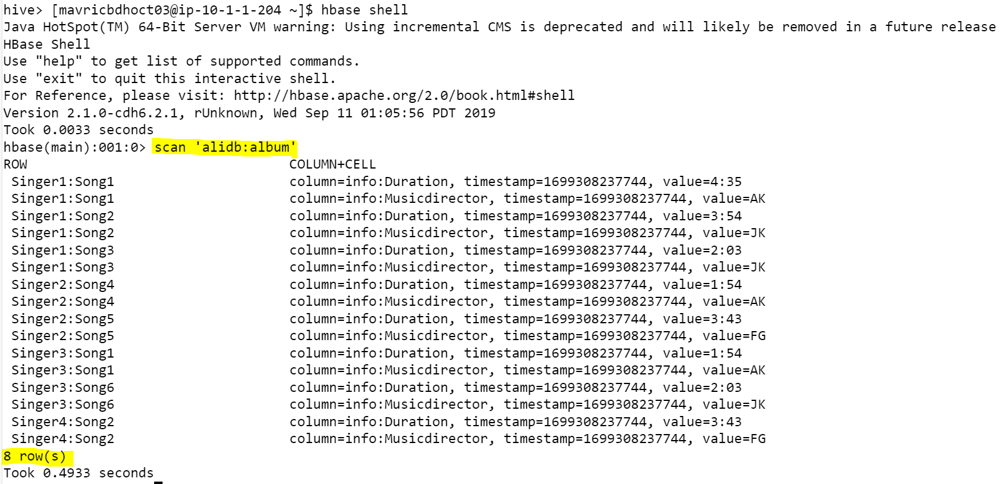 hive> [mavricbdhoct03@ip-10-1-1-204 ~]$ hbase shell
Java HotSpot(TM) 64-Bit Server VM warning: Using incremental CMS is deprecated and will likely be removed in a future release
HBase Shell
Use "help" to get list of supported commands.
Use "exit" to quit this interactive shell.
For Reference, please visit: http://hbase.apache.org/2.0/book.html#shell
Version 2.1.0-cdh6.2.1, rUnknown, Wed Sep 11 01:05:56 PDT 2019
Took 0.0033 seconds
hbase(main):001:0> scan 'alidb:album'
ROW COLUMN+CELL
Singer1:Song1 column=info:Duration, timestamp=1699308237744, value=4:35
Singer1:Song1 column=info:Musicdirector, timestamp=1699308237744, value=AK
Singer1:Song2 column=info:Duration, timestamp=1699308237744, value=3:54
Singer1:Song2 column=info:Musicdirector, timestamp=1699308237744, value=JK
Singer1:Song3 column=info:Duration, timestamp=1699308237744, value=2:03
Singer1:Song3 column=info:Musicdirector, timestamp=1699308237744, value=JK
Singer2:Song4 column=info:Duration, timestamp=1699308237744, value=1:54
Singer2:Song4 column=info:Musicdirector, timestamp=1699308237744, value=AK
Singer2:Song5 column=info:Duration, timestamp=1699308237744, value=3:43
Singer2:Song5 column=info:Musicdirector, timestamp=1699308237744, value=FG
Singer3:Song1 column=info:Duration, timestamp=1699308237744, value=1:54
Singer3:Song1 column=info:Musicdirector, timestamp=1699308237744, value=AK
Singer3:Song6 column=info:Duration, timestamp=1699308237744, value=2:03
Singer3:Song6 column=info:Musicdirector, timestamp=1699308237744, value=JK
Singer4:Song2 column=info:Duration, timestamp=1699308237744, value=3:43
Singer4:Song2 column=info:Musicdirector, timestamp=1699308237744, value=FG
8 row(s)
Took 0.4933 seconds